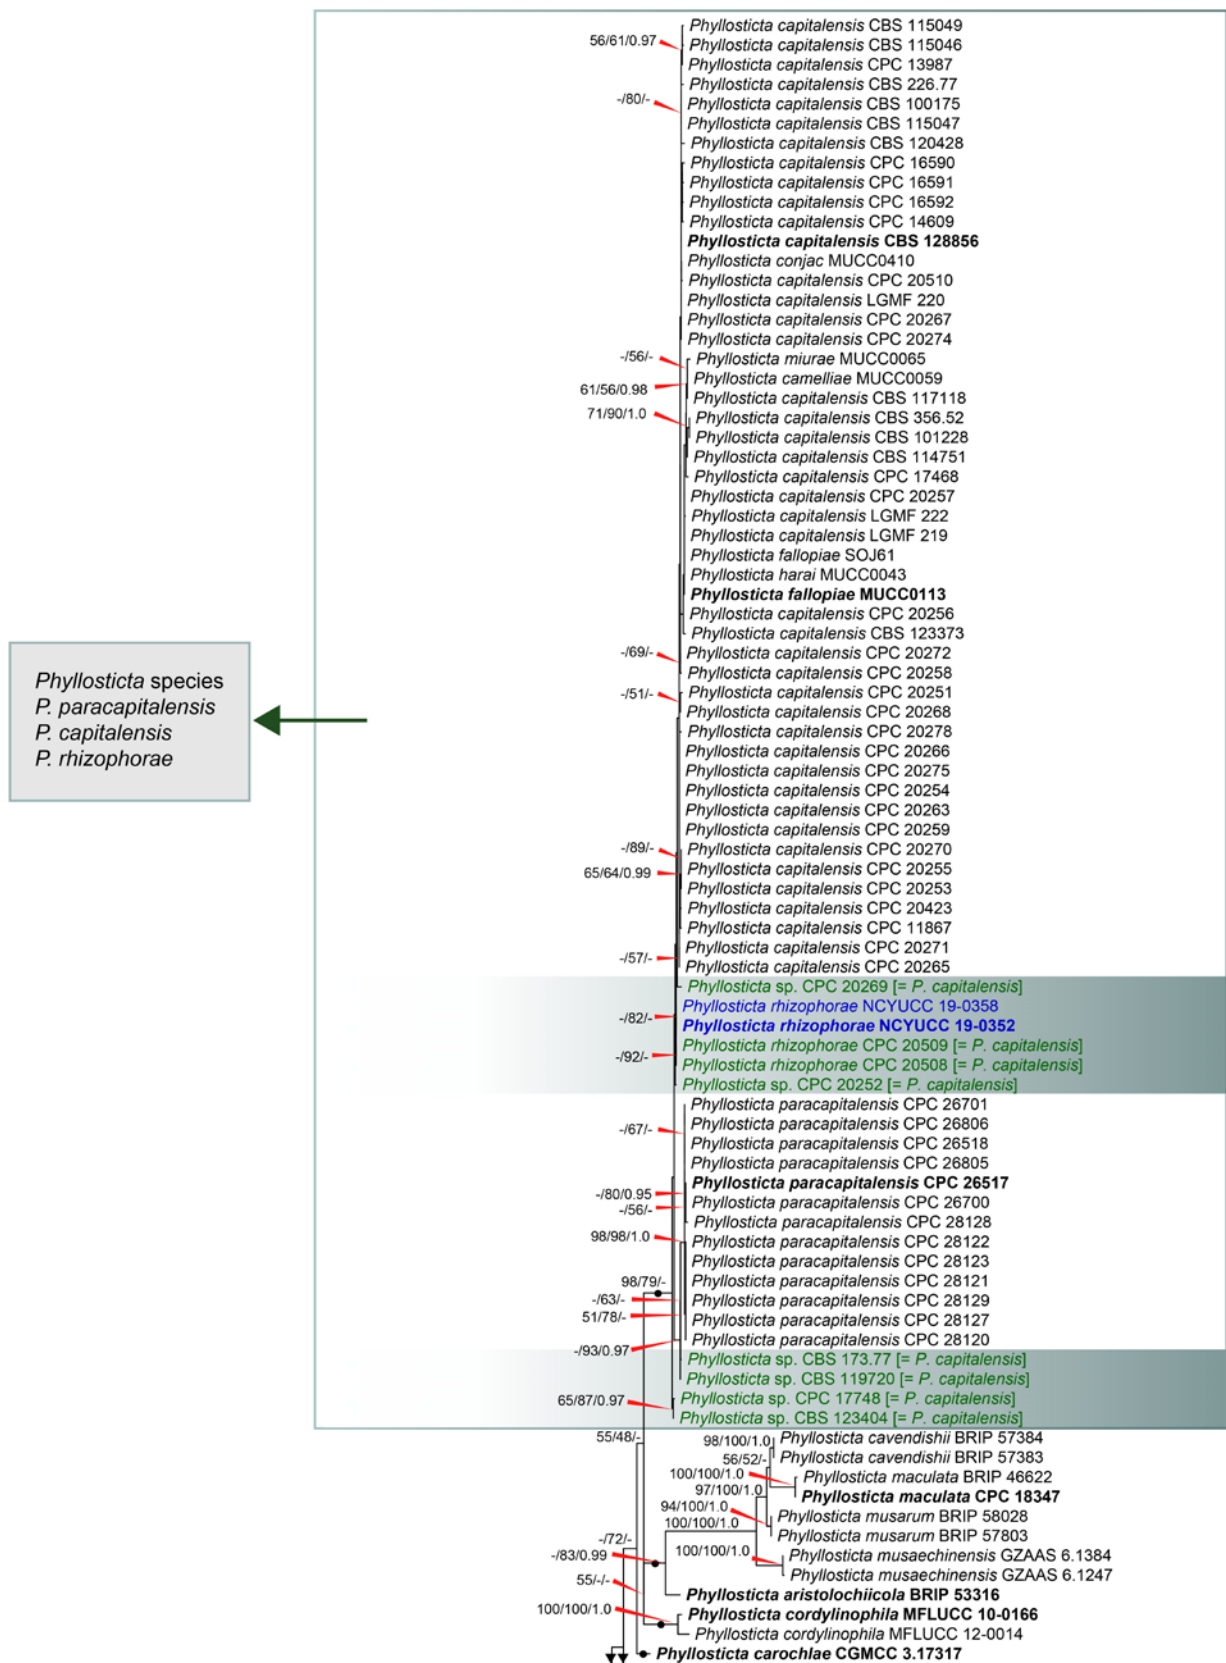 Phyllosticta capitalensis CBS 115049
56/61/0.97
Phyllosticta capitalensis CBS 115046
Phyllosticta capitalensis CPC 13987
Phyllosticta capitalensis CBS 226.77
-/80/-
Phyllosticta capitalensis CBS 100175
Phyllosticta capitalensis CBS 115047
Phyllosticta capitalensis CBS 120428
Phyllosticta capitalensis CPC 16590
Phyllosticta capitalensis CPC 16591
Phyllosticta capitalensis CPC 16592
Phyllosticta capitalensis CPC 14609
Phyllosticta capitalensis CBS 128856
Phyllosticta conjac MUCC0410
Phyllosticta capitalensis CPC 20510
Phyllosticta capitalensis LGMF 220
Phyllosticta capitalensis CPC 20267
Phyllosticta capitalensis CPC 20274
-/56/-
Phyllosticta miurae MUCC0065
Phyllosticta camelliae MUCC0059
61/56/0.98
Phyllosticta capitalensis CBS 117118
71/90/1.0
Phyllosticta capitalensis CBS 356.52
Phyllosticta capitalensis CBS 101228
Phyllosticta capitalensis CBS 114751
Phyllosticta capitalensis CPC 17468
Phyllosticta capitalensis CPC 20257
Phyllosticta capitalensis LGMF 222
Phyllosticta capitalensis LGMF 219
Phyllosticta fallopiae SOJ61
Phyllosticta harai MUCC0043
Phyllosticta fallopiae MUCC0113
Phyllosticta capitalensis CPC 20256
Phyllosticta capitalensis CBS 123373
-/69/-
Phyllosticta capitalensis CPC 20272
Phyllosticta capitalensis CPC 20258
-/51/-
Phyllosticta capitalensis CPC 20251
Phyllosticta capitalensis CPC 20268
Phyllosticta capitalensis CPC 20278
Phyllosticta capitalensis CPC 20266
Phyllosticta capitalensis CPC 20275
Phyllosticta capitalensis CPC 20254
Phyllosticta capitalensis CPC 20263
Phyllosticta capitalensis CPC 20259
-/89/-
Phyllosticta capitalensis CPC 20270
65/64/0.99
Phyllosticta capitalensis CPC 20255
Phyllosticta capitalensis CPC 20253
Phyllosticta capitalensis CPC 20423
Phyllosticta capitalensis CPC 11867
Phyllosticta capitalensis CPC 20271
-/57/-
Phyllosticta capitalensis CPC 20265
Phyllosticta sp. CPC 20269 [= P. capitalensis]
Phyllosticta rhizophorae NCYUCC 19-0358
-/82/-
Phyllosticta rhizophorae NCYUCC 19-0352
Phyllosticta rhizophorae CPC 20509 [= P. capitalensis]
-/92/-
Phyllosticta rhizophorae CPC 20508 [= P. capitalensis]
Phyllosticta sp. CPC 20252 [= P. capitalensis]
Phyllosticta paracapitalensis CPC 26701
Phyllosticta paracapitalensis CPC 26806
-/67/-
Phyllosticta paracapitalensis CPC 26518
Phyllosticta paracapitalensis CPC 26805
-/80/0.95
Phyllosticta paracapitalensis CPC 26517
-/56/-
Phyllosticta paracapitalensis CPC 26700
Phyllosticta paracapitalensis CPC 28128
98/98/1.0
Phyllosticta paracapitalensis CPC 28122
Phyllosticta paracapitalensis CPC 28123
98/79/-
Phyllosticta paracapitalensis CPC 28121
-/63/-
Phyllosticta paracapitalensis CPC 28129
51/78/-
Phyllosticta paracapitalensis CPC 28127
-/93/0.97
Phyllosticta paracapitalensis CPC 28120
Phyllosticta sp. CBS 173.77 [= P. capitalensis]
Phyllosticta sp. CBS 119720 [= P. capitalensis]
65/87/0.97
Phyllosticta sp. CPC 17748 [= P. capitalensis]
Phyllosticta sp. CBS 123404 [= P. capitalensis]
55/48/-
98/100/1.0
Phyllosticta cavendishii BRIP 57384
56/52/-
Phyllosticta cavendishii BRIP 57383
100/100/1.0
Phyllosticta maculata BRIP 46622
97/100/1.0
Phyllosticta maculata CPC 18347
94/100/1.0
Phyllosticta musarum BRIP 58028
100/100/1.0
Phyllosticta musarum BRIP 57803
-/72/-
100/100/1.0
Phyllosticta musaechinensis GZAAS 6.1384
-/83/0.99
Phyllosticta musaechinensis GZAAS 6.1247
55/-/-
Phyllosticta aristolochiicola BRIP 53316
100/100/1.0
Phyllosticta cordylinophila MFLUCC 10-0166
Phyllosticta cordylinophila MFLUCC 12-0014
Phyllosticta carochlae CGMCC 3.17317
Phyllosticta species
P. paracapitalensis
P. capitalensis
P. rhizophorae